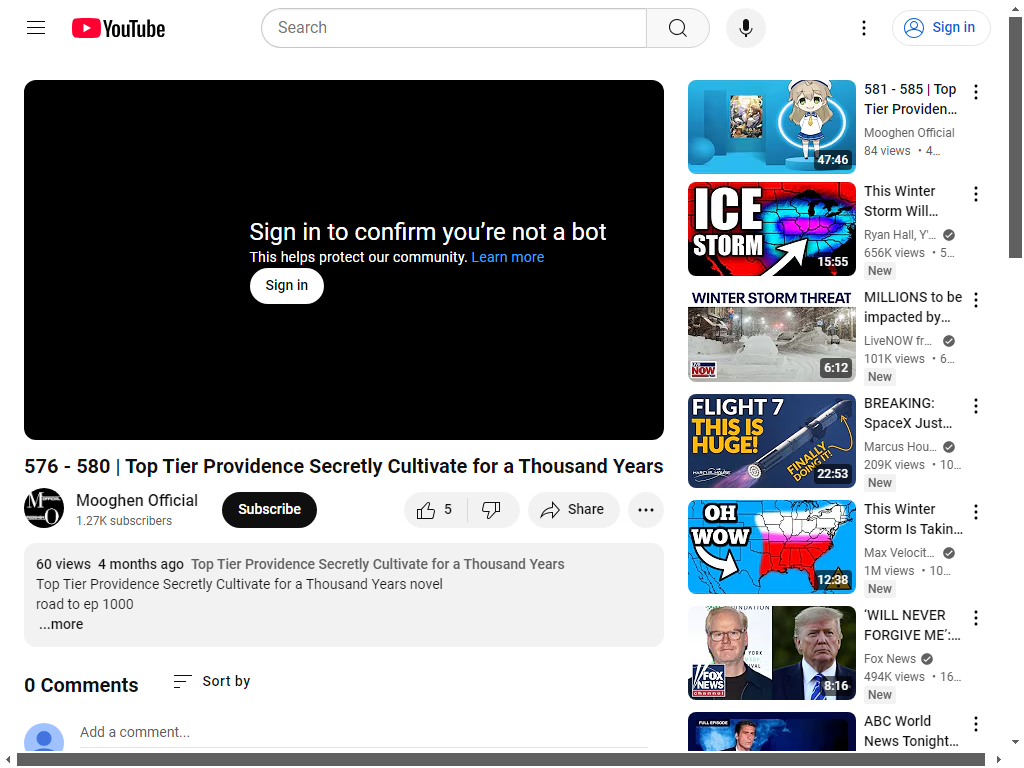 YouTube
Search
Sign in
Sign in to confirm you're not a bot
This helps protect our community. Learn more
Sign in
576 - 580 | Top Tier Providence Secretly Cultivate for a Thousand Years
Mooghen Official
1.27K subscribers
Subscribe
5
Share
60 views 4 months ago Top Tier Providence Secretly Cultivate for a Thousand Years
Top Tier Providence Secretly Cultivate for a Thousand Years novel
road to ep 1000
...more
0 Comments
Sort by
Add a comment...
47:46
581 - 585 | Top
Tier Providen...
Mooghen Official
84 views • 4...
ICE
STORM
15:55
This Winter
Storm Will...
Ryan Hall, Y'...
656K views • 5...
New
WINTER STORM THREAT
NOW
6:12
MILLIONS to be
impacted by...
LiveNOW fr...
101K views • 6...
New
FLIGHT 7
THIS IS
HUGE!
FINALLY
DOING IT!
MARCUS HOUSE
22:53
BREAKING:
SpaceX Just...
Marcus Hou...
209K views • 10...
New
OH
WOW
12:38
This Winter
Storm Is Takin...
Max Velocit...
1M views • 10...
New
FOX
NEWS
channel
8:16
'WILL NEVER
FORGIVE ME':...
Fox News
494K views • 16...
New
FULL EPISODE
ABC World
News Tonight...